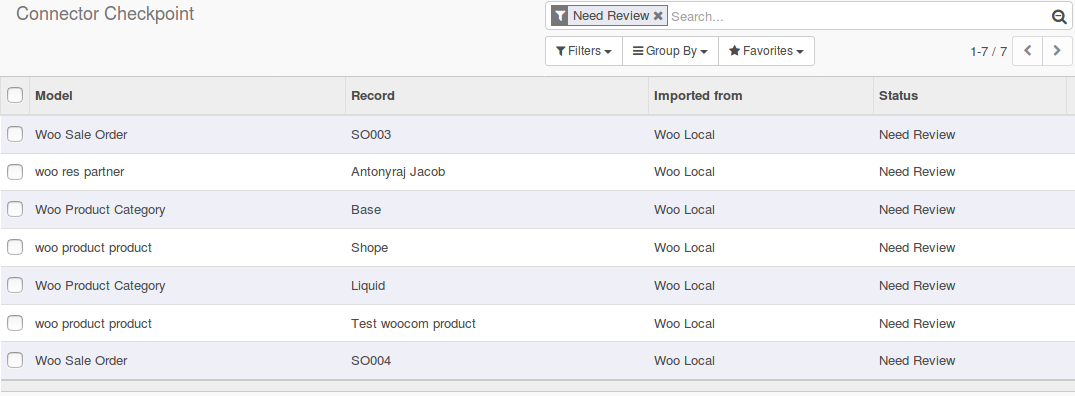 Connector Checkpoint
Need Review Search...
Filters Group By Favorites 1-7 / 7
Model Record Imported from Status
Woo Sale Order SO003 Woo Local Need Review
woo res partner Antonyraj Jacob Woo Local Need Review
Woo Product Category Base Woo Local Need Review
woo product product Shope Woo Local Need Review
Woo Product Category Liquid Woo Local Need Review
woo product product Test woocom product Woo Local Need Review
Woo Sale Order SO004 Woo Local Need Review